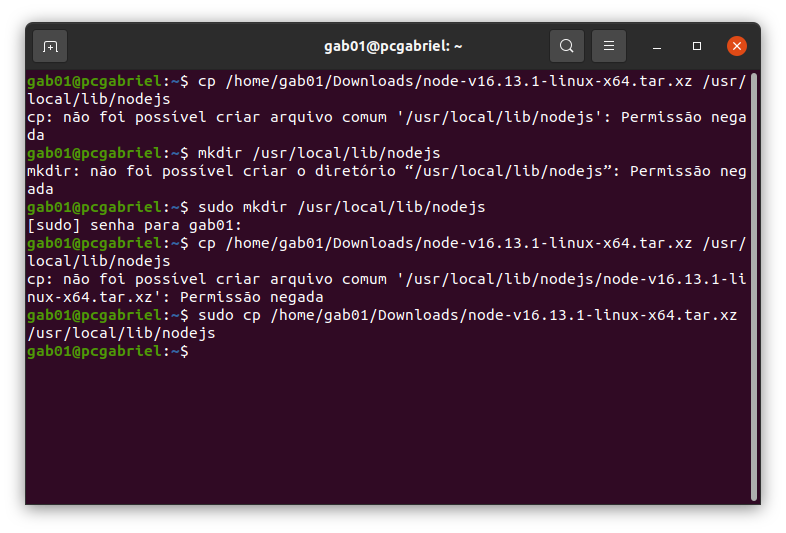 gab01@pcgabriel: ~
gab01@pcgabriel:~$ cp /home/gab01/Downloads/node-v16.13.1-linux-x64.tar.xz /usr/
local/lib/nodejs
cp: não foi possível criar arquivo comum '/usr/local/lib/nodejs': Permissão nega
da
gab01@pcgabriel:~$ mkdir /usr/local/lib/nodejs
mkdir: não foi possível criar o diretório “/usr/local/lib/nodejs”: Permissão neg
ada
gab01@pcgabriel:~$ sudo mkdir /usr/local/lib/nodejs
[sudo] senha para gab01:
gab01@pcgabriel:~$ cp /home/gab01/Downloads/node-v16.13.1-linux-x64.tar.xz /usr/
local/lib/nodejs
cp: não foi possível criar arquivo comum '/usr/local/lib/nodejs/node-v16.13.1-li
nux-x64.tar.xz': Permissão negada
gab01@pcgabriel:~$ sudo cp /home/gab01/Downloads/node-v16.13.1-linux-x64.tar.xz
/usr/local/lib/nodejs
gab01@pcgabriel:~$